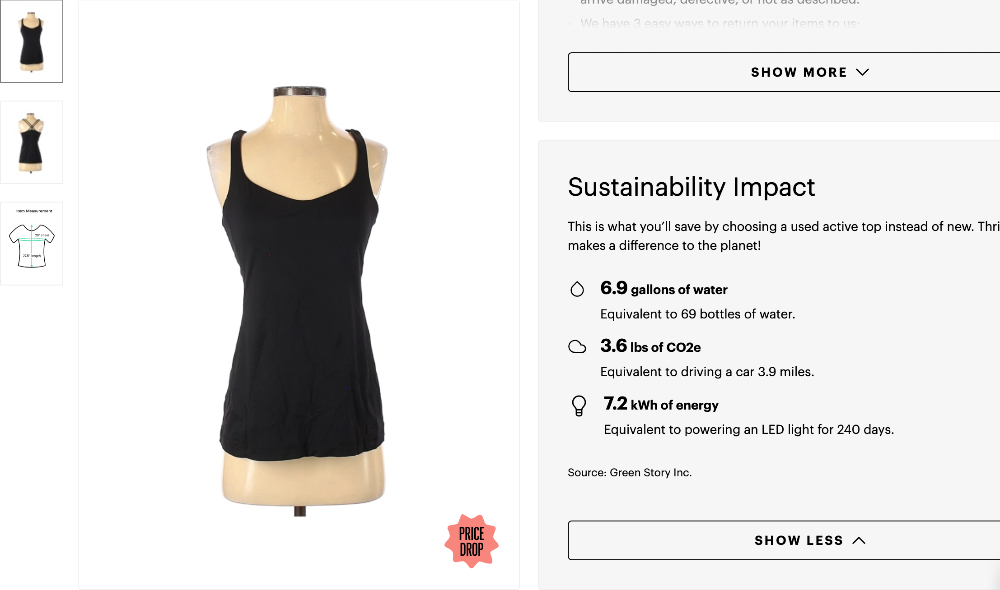 Item Measurement
29" chest
27.5" length
PRICE
DROP
arrive damaged, defective, or not as described.
We have 3 easy ways to return your items to us:
SHOW MORE
Sustainability Impact
This is what you’ll save by choosing a used active top instead of new.
makes a difference to the planet!
6.9 gallons of water
Equivalent to 69 bottles of water.
3.6 lbs of CO2e
Equivalent to driving a car 3.9 miles.
7.2 kWh of energy
Equivalent to powering an LED light for 240 days.
Source: Green Story Inc.
SHOW LESS